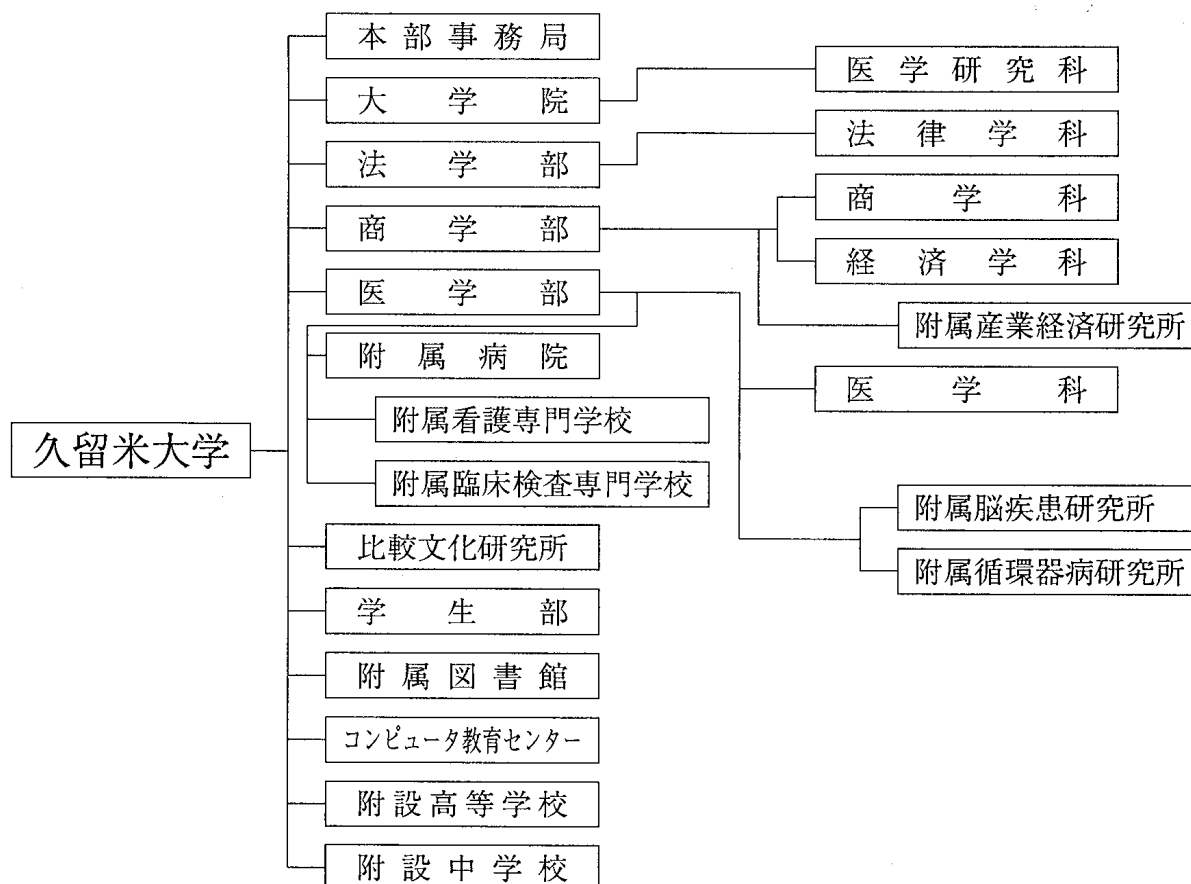 久留米大学
本部事務局
大学院
医学研究科
法学部
法律学科
商学部
商学科
経済学科
附属産業経済研究所
医学部
医学科
附属脳疾患研究所
附属循環器病研究所
附属病院
附属看護専門学校
附属臨床検査専門学校
比較文化研究所
学生部
附属図書館
コンピュータ教育センター
附設高等学校
附設中学校